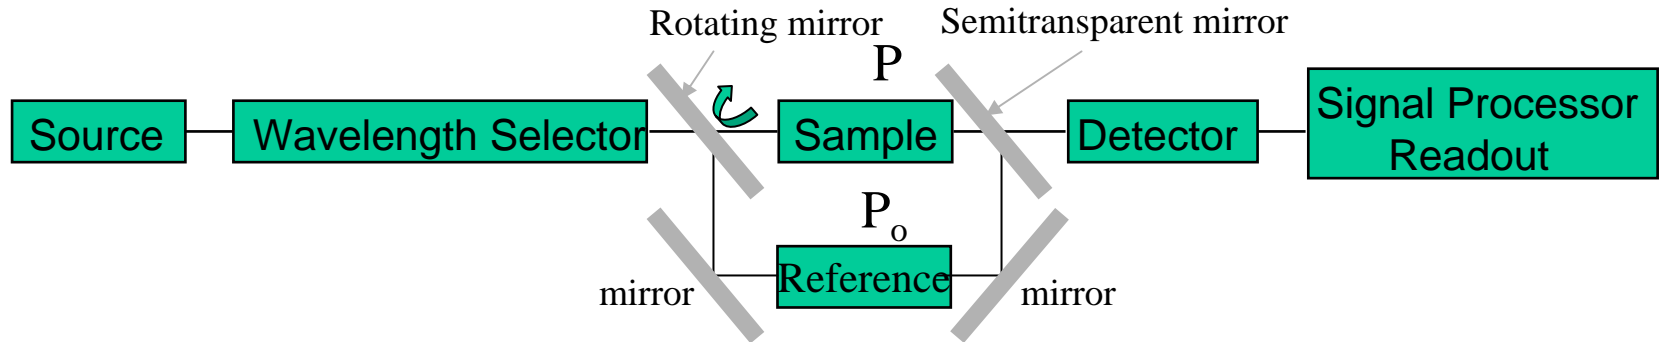 Rotating mirror
Semitransparent mirror
P
Source
Wavelength Selector
Sample
Detector
Signal Processor
Readout
Po
Reference
mirror
mirror